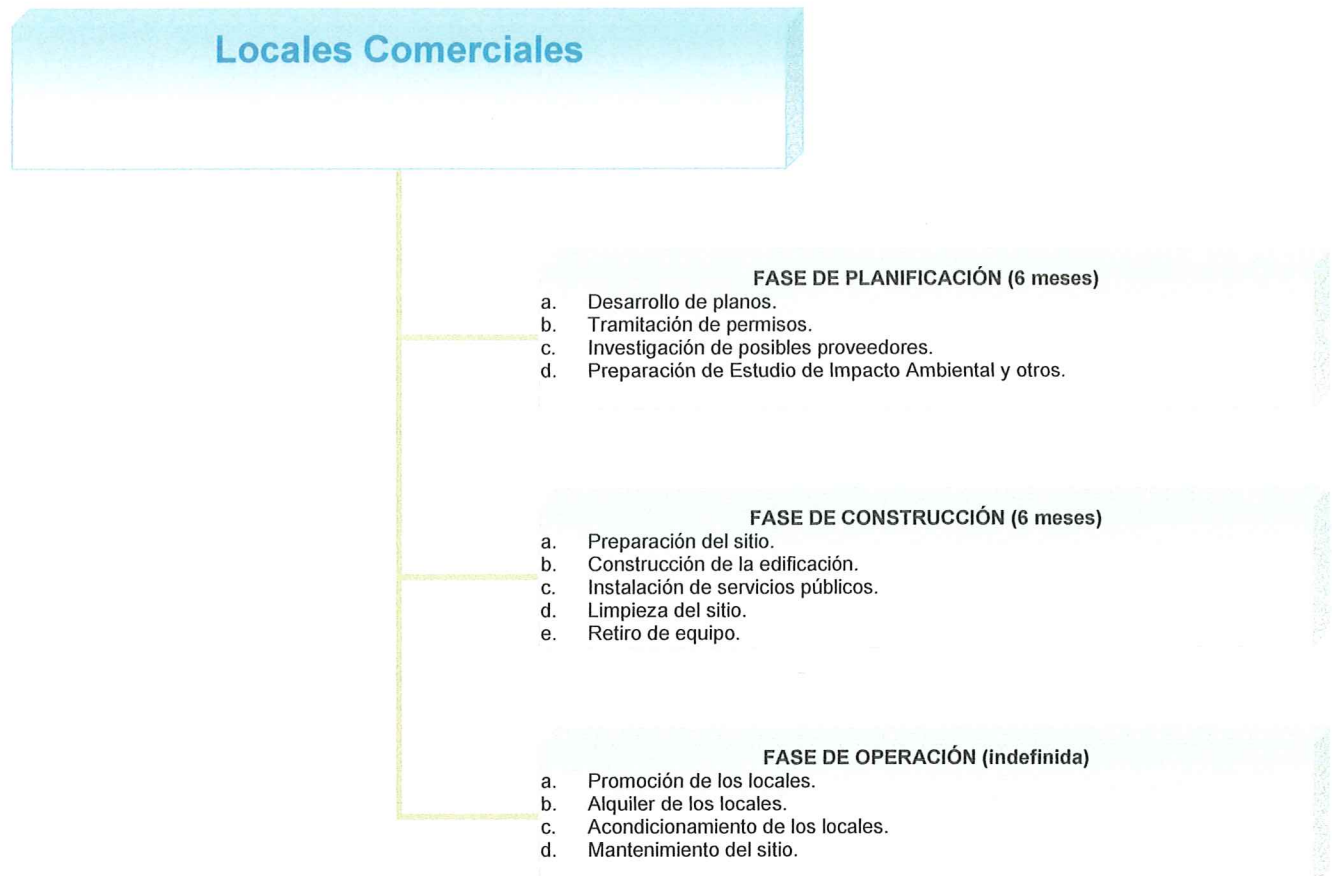 Locales Comerciales
FASE DE PLANIFICACIÓN (6 meses)
a. Desarrollo de planos.
b. Tramitación de permisos.
c. Investigación de posibles proveedores.
d. Preparación de Estudio de Impacto Ambiental y otros.
FASE DE CONSTRUCCIÓN (6 meses)
a. Preparación del sitio.
b. Construcción de la edificación.
c. Instalación de servicios públicos.
d. Limpieza del sitio.
e. Retiro de equipo.
FASE DE OPERACIÓN (indefinida)
a. Promoción de los locales.
b. Alquiler de los locales.
c. Acondicionamiento de los locales.
d. Mantenimiento del sitio.